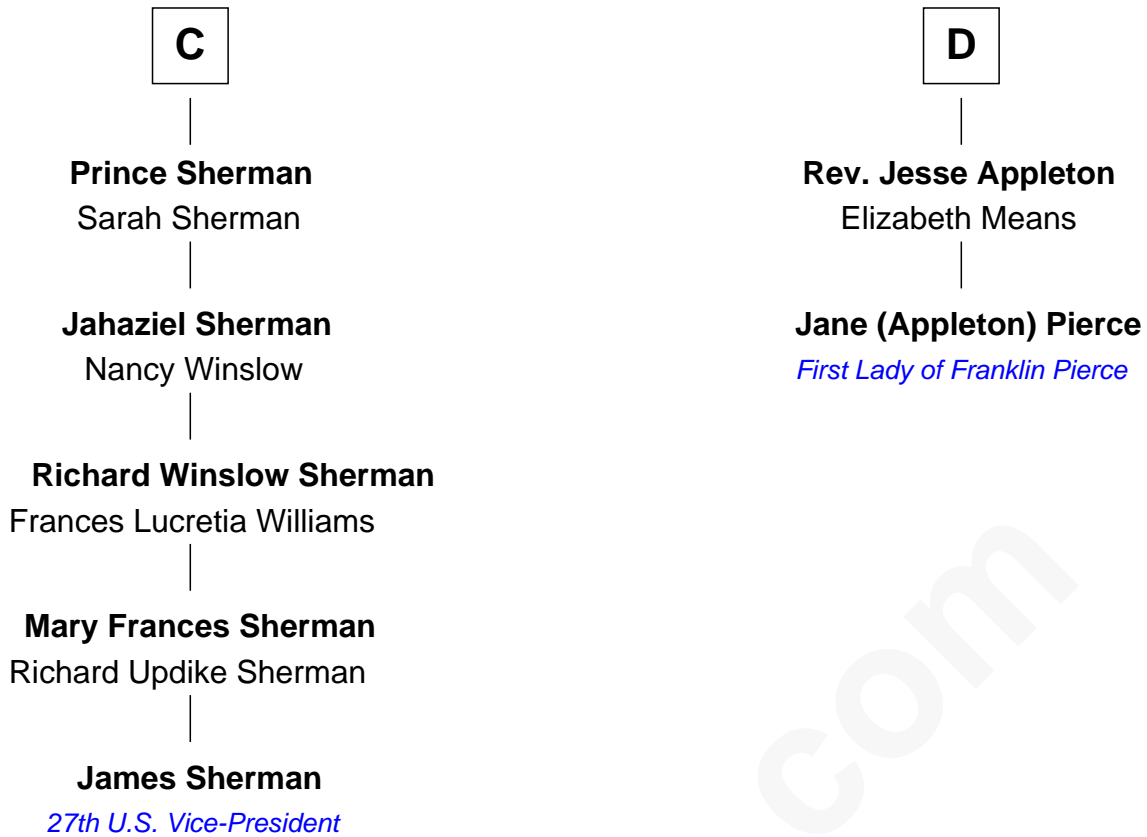 C
Prince Sherman
Sarah Sherman
Jahaziel Sherman
Nancy Winslow
Richard Winslow Sherman
Frances Lucretia Williams
Mary Frances Sherman
Richard Updike Sherman
James Sherman
27th U.S. Vice-President
D
Rev. Jesse Appleton
Elizabeth Means
Jane (Appleton) Pierce
First Lady of Franklin Pierce
com